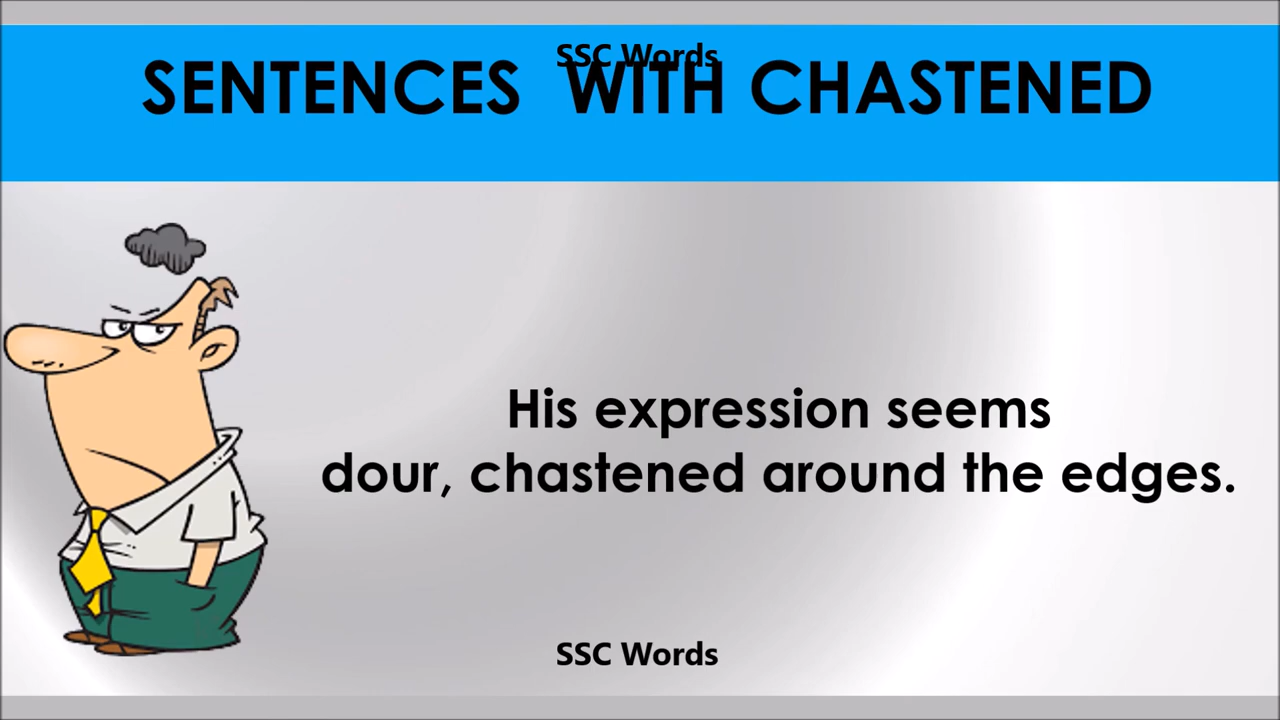 SSC Words
SENTENCES WITH CHASTENED
His expression seems
dour, chastened around the edges.
SSC Words